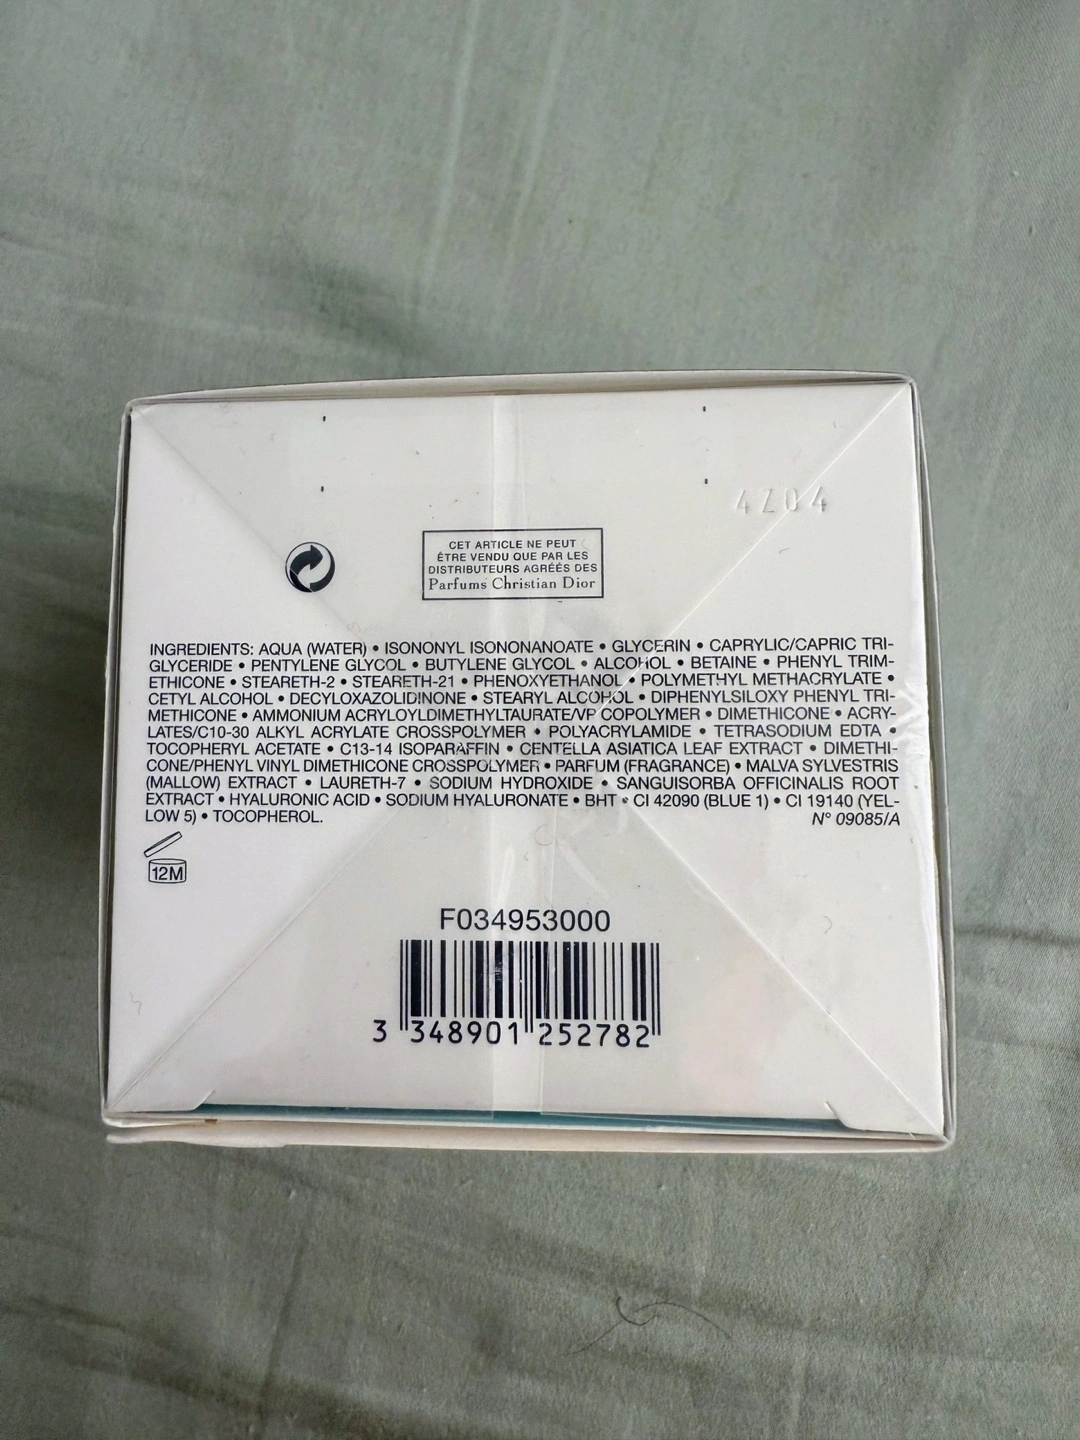 4Z04
CET ARTICLE NE PEUT
ÊTRE VENDU QUE PAR LES
DISTRIBUTEURS AGRÉÉS DES
Parfums Christian Dior
INGREDIENTS: AQUA (WATER) • ISONONYL ISONONANOATE • GLYCERIN • CAPRYLIC/CAPRIC TRI-
GLYCERIDE • PENTYLENE GLYCOL • BUTYLENE GLYCOL • ALCOHOL • BETAINE • PHENYL TRIM-
ETHICONE • STEARETH-2 • STEARETH-21 • PHENOXYETHANOL • POLYMETHYL METHACRYLATE •
CETYL ALCOHOL • DECYLOXAZOLIDINONE • STEARYL ALCOHOL • DIPHENYLSILOXY PHENYL TRI-
METHICONE • AMMONIUM ACRYLOYLDIMETHYLTAURATE/VP COPOLYMER • DIMETHICONE • ACRY-
LATES/C10-30 ALKYL ACRYLATE CROSSPOLYMER • POLYACRYLAMIDE • TETRASODIUM EDTA •
TOCOPHERYL ACETATE • C13-14 ISOPARAFFIN • CENTELLA ASIATICA LEAF EXTRACT • DIMETHI-
CONE/PHENYL VINYL DIMETHICONE CROSSPOLYMER • PARFUM (FRAGRANCE) • MALVA SYLVESTRIS
(MALLOW) EXTRACT • LAURETH-7 • SODIUM HYDROXIDE • SANGUISORBA OFFICINALIS ROOT
EXTRACT • HYALURONIC ACID • SODIUM HYALURONATE • BHT • CI 42090 (BLUE 1) • CI 19140 (YEL-
LOW 5) • TOCOPHEROL. N° 09085/A
12M
F034953000
3 348901 252782